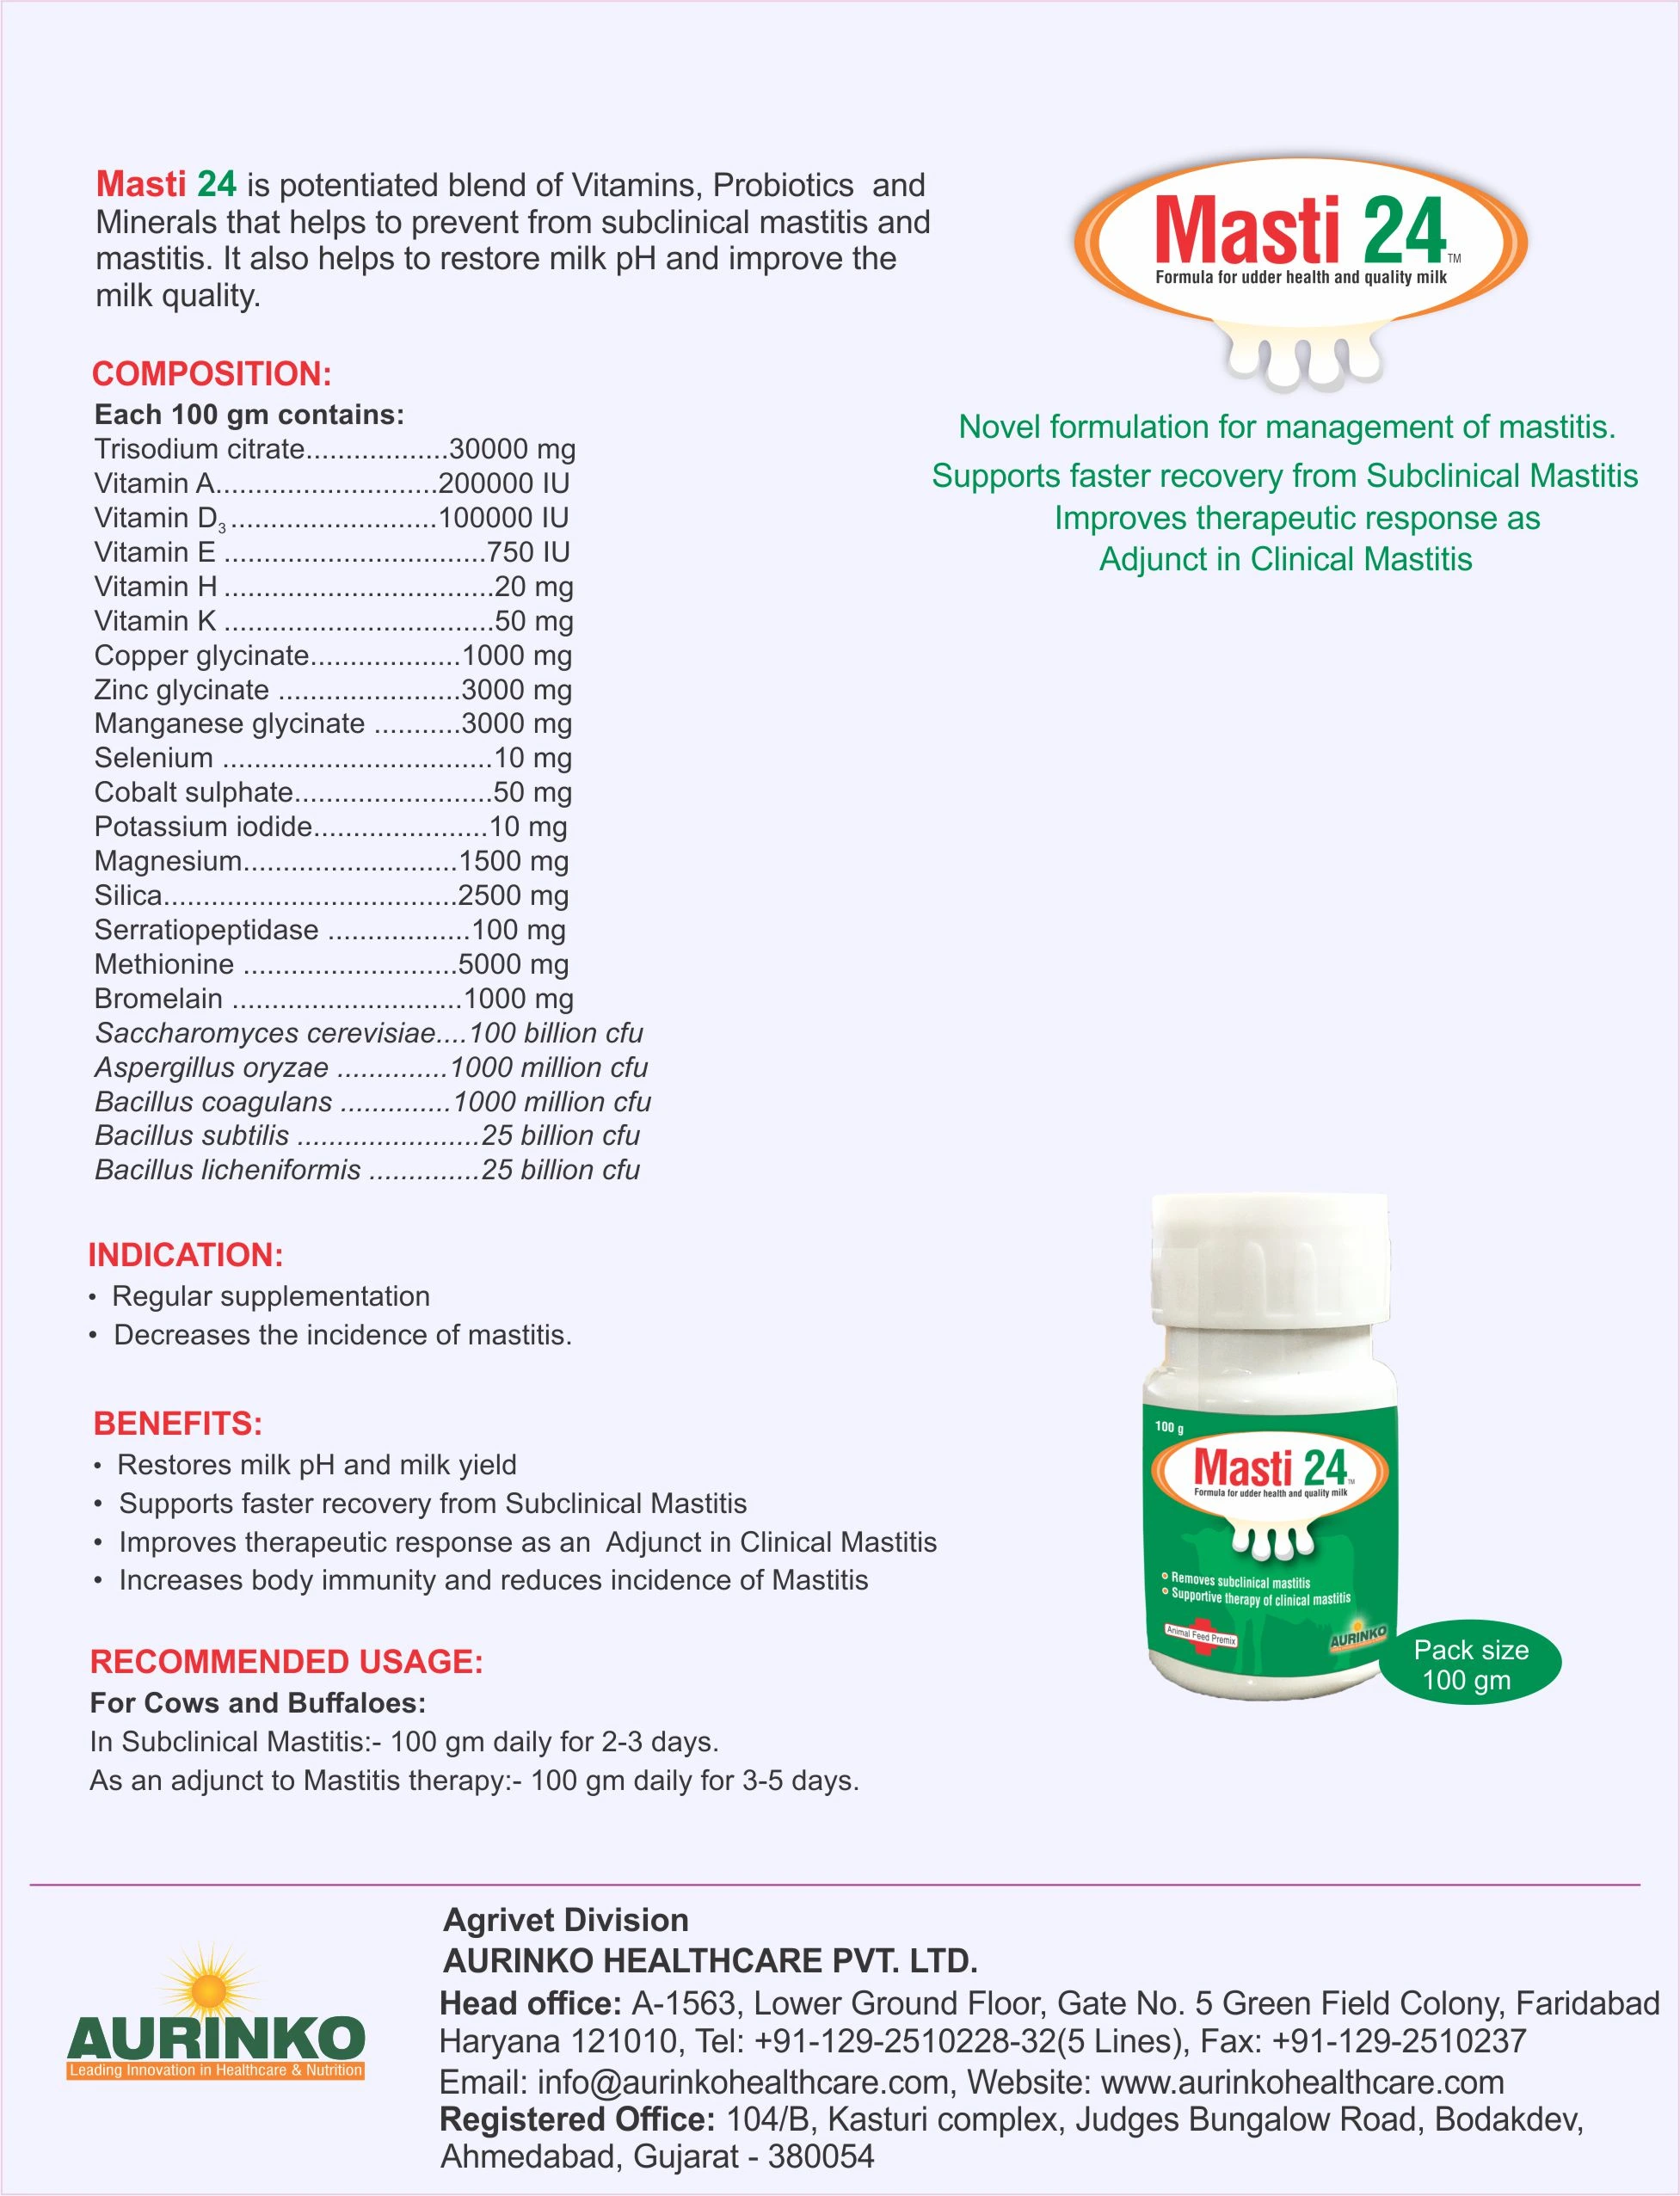 Masti 24 is potentiated blend of Vitamins, Probiotics and
Minerals that helps to prevent from subclinical mastitis and
mastitis. It also helps to restore milk pH and improve the
milk quality.
Masti 24 TM
Formula for udder health and quality milk
Novel formulation for management of mastitis.
Supports faster recovery from Subclinical Mastitis
Improves therapeutic response as
Adjunct in Clinical Mastitis
COMPOSITION:
Each 100 gm contains:
Trisodium citrate..................30000 mg
Vitamin A............................200000 IU
Vitamin D3..........................100000 IU
Vitamin E .................................750 IU
Vitamin H ..................................20 mg
Vitamin K ..................................50 mg
Copper glycinate...................1000 mg
Zinc glycinate .......................3000 mg
Manganese glycinate ...........3000 mg
Selenium ..................................10 mg
Cobalt sulphate.........................50 mg
Potassium iodide......................10 mg
Magnesium...........................1500 mg
Silica.....................................2500 mg
Serratiopeptidase ..................100 mg
Methionine ...........................5000 mg
Bromelain .............................1000 mg
Saccharomyces cerevisiae....100 billion cfu
Aspergillus oryzae ..............1000 million cfu
Bacillus coagulans ..............1000 million cfu
Bacillus subtilis .......................25 billion cfu
Bacillus licheniformis ..............25 billion cfu
INDICATION:
• Regular supplementation
• Decreases the incidence of mastitis.
BENEFITS:
• Restores milk pH and milk yield
• Supports faster recovery from Subclinical Mastitis
• Improves therapeutic response as an Adjunct in Clinical Mastitis
• Increases body immunity and reduces incidence of Mastitis
RECOMMENDED USAGE:
For Cows and Buffaloes:
In Subclinical Mastitis:- 100 gm daily for 2-3 days.
As an adjunct to Mastitis therapy:- 100 gm daily for 3-5 days.
100 g
Masti 24 TM
Formula for udder health and quality milk
• Removes subclinical mastitis
• Supportive therapy of clinical mastitis
Animal Feed Premix
AURINKO
Pack size
100 gm
AURINKO
Leading Innovation in Healthcare & Nutrition
Agrivet Division
AURINKO HEALTHCARE PVT. LTD.
Head office: A-1563, Lower Ground Floor, Gate No. 5 Green Field Colony, Faridabad
Haryana 121010, Tel: +91-129-2510228-32(5 Lines), Fax: +91-129-2510237
Email: info@aurinkohealthcare.com, Website: www.aurinkohealthcare.com
Registered Office: 104/B, Kasturi complex, Judges Bungalow Road, Bodakdev,
Ahmedabad, Gujarat - 380054